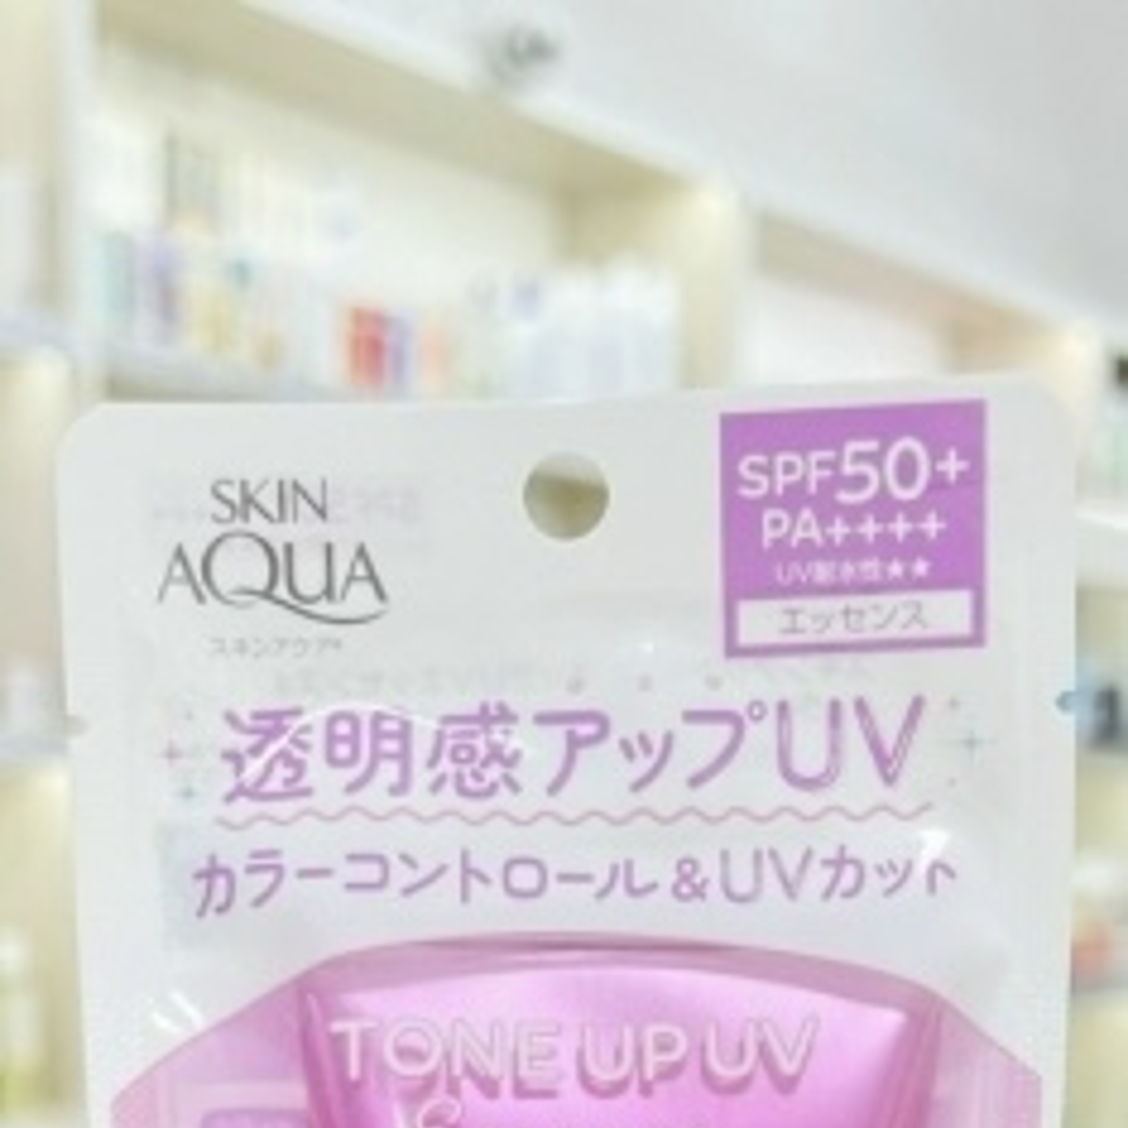 SKIN
AQUA
スキンアクア
SPF50+
PA++++
UV耐水性★★
エッセンス
透明感アップUV
カラーコントロール&UVカット
TONE UP UV